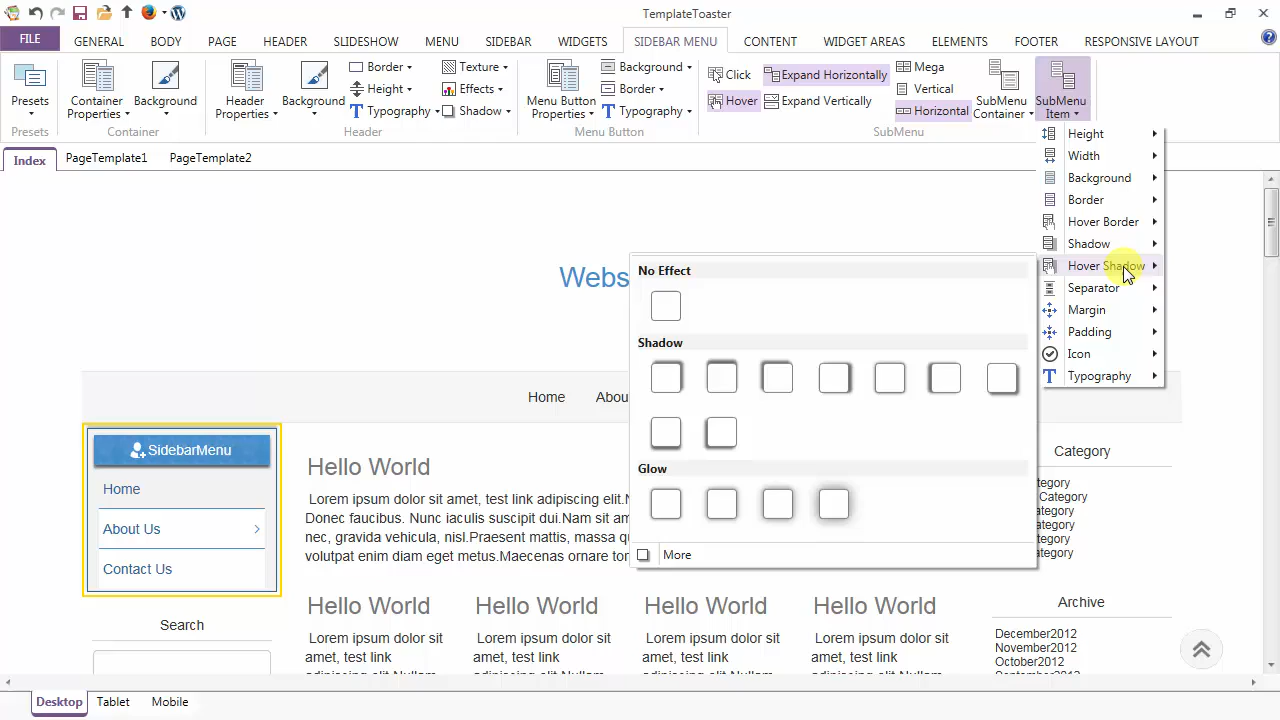 TemplateToaster
FILE GENERAL BODY PAGE HEADER SLIDESHOW MENU SIDEBAR WIDGETS SIDEBAR MENU CONTENT WIDGET AREAS ELEMENTS FOOTER RESPONSIVE LAYOUT
Presets
Container Properties
Background
Header Properties
Background
Border
Height
Typography
Texture
Effects
Shadow
Menu Button Properties
Background
Border
Typography
Click
Hover
Expand Horizontally
Expand Vertically
Mega
Vertical
Horizontal
SubMenu Container
SubMenu Item
Presets Container Header Menu Button SubMenu
Index PageTemplate1 PageTemplate2
Height
Width
Background
Border
Hover Border
Shadow
Hover Shadow
Separator
Margin
Padding
Icon
Typography
No Effect
Shadow
Glow
More
Webs
Home Abou
SidebarMenu
Home
About Us
Contact Us
Search
Hello World
Lorem ipsum dolor sit amet, test link adipiscing elit.N
Donec faucibus. Nunc iaculis suscipit dui.Nam sit am
nec, gravida vehicula, nisl.Praesent mattis, massa qu
volutpat enim diam eget metus.Maecenas ornare tor
Hello World Hello World Hello World Hello World
Lorem ipsum dolor sit Lorem ipsum dolor sit Lorem ipsum dolor sit Lorem ipsum dolor sit
amet, test link amet, test link amet, test link amet, test link
Category
ategory
Category
ategory
ategory
ategory
ategory
Archive
December2012
November2012
October2012
Desktop Tablet Mobile